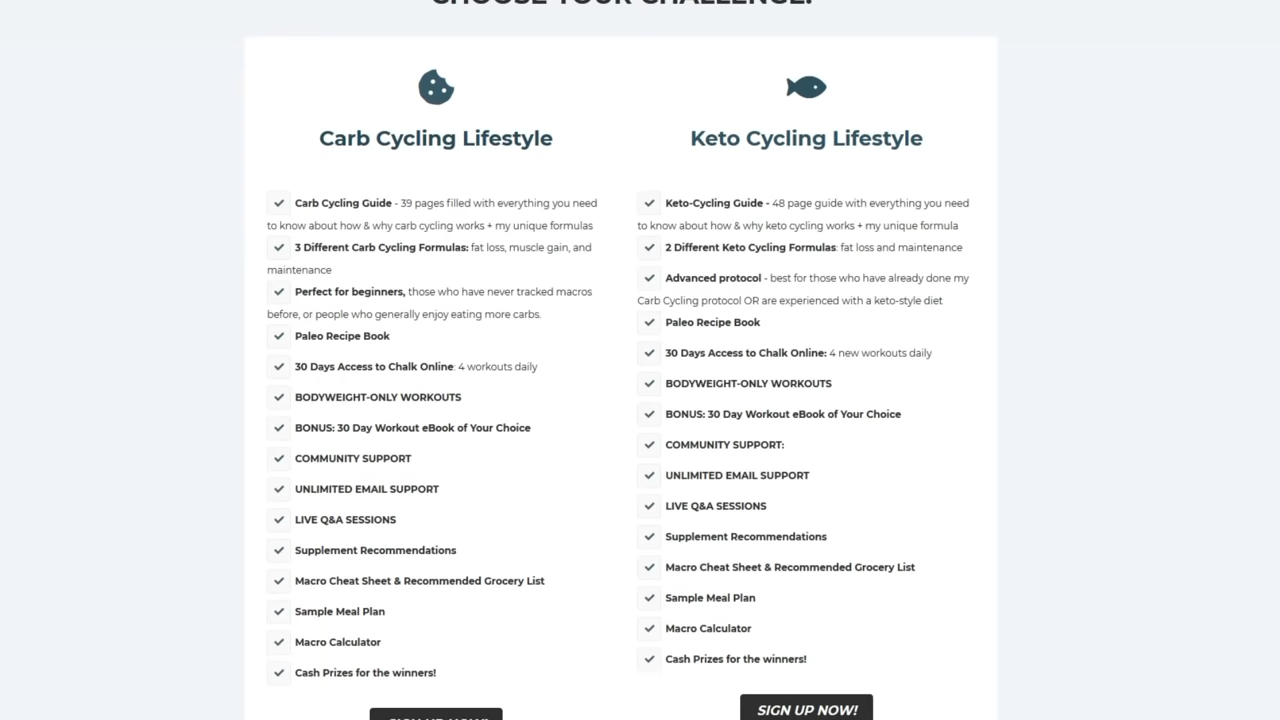 CHOOSE YOUR CHALLENGE:
Carb Cycling Lifestyle
Carb Cycling Guide - 39 pages filled with everything you need
to know about how & why carb cycling works + my unique formulas
3 Different Carb Cycling Formulas: fat loss, muscle gain, and
maintenance
Perfect for beginners, those who have never tracked macros
before, or people who generally enjoy eating more carbs.
Paleo Recipe Book
30 Days Access to Chalk Online: 4 workouts daily
BODYWEIGHT-ONLY WORKOUTS
BONUS: 30 Day Workout eBook of Your Choice
COMMUNITY SUPPORT
UNLIMITED EMAIL SUPPORT
LIVE Q&A SESSIONS
Supplement Recommendations
Macro Cheat Sheet & Recommended Grocery List
Sample Meal Plan
Macro Calculator
Cash Prizes for the winners!
SIGN UP NOW!
Keto Cycling Lifestyle
Keto-Cycling Guide - 48 page guide with everything you need
to know about how & why keto cycling works + my unique formula
2 Different Keto Cycling Formulas: fat loss and maintenance
Advanced protocol - best for those who have already done my
Carb Cycling protocol OR are experienced with a keto-style diet
Paleo Recipe Book
30 Days Access to Chalk Online: 4 new workouts daily
BODYWEIGHT-ONLY WORKOUTS
BONUS: 30 Day Workout eBook of Your Choice
COMMUNITY SUPPORT:
UNLIMITED EMAIL SUPPORT
LIVE Q&A SESSIONS
Supplement Recommendations
Macro Cheat Sheet & Recommended Grocery List
Sample Meal Plan
Macro Calculator
Cash Prizes for the winners!
SIGN UP NOW!